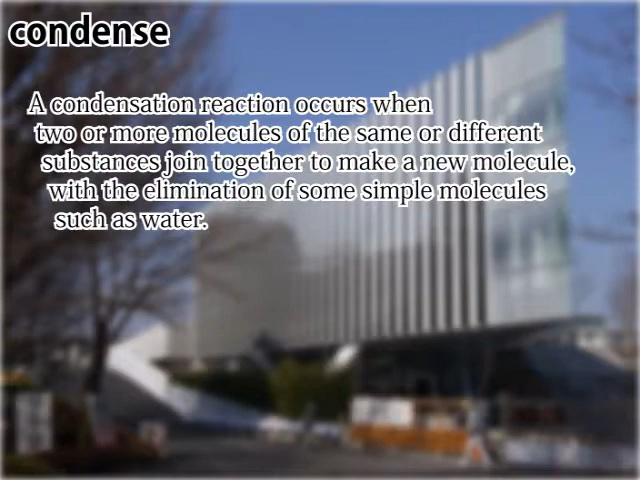 condense
A condensation reaction occurs when
two or more molecules of the same or different
substances join together to make a new molecule,
with the elimination of some simple molecules
such as water.